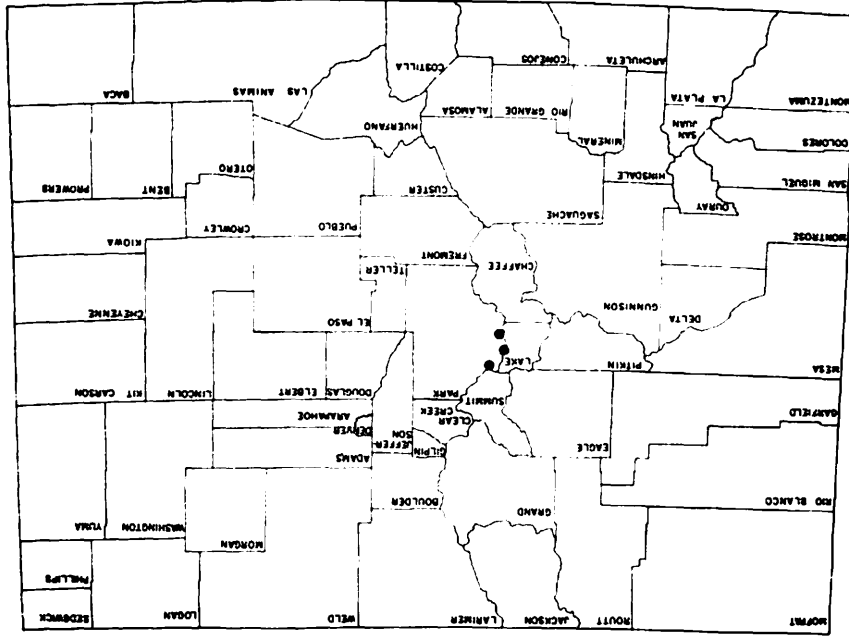 MOFFAT
ROUTT
JACKSON
LARIMER
WELD
LOGAN
SEDGWICK
PHILLIPS
MORGAN
WASHINGTON
YUMA
RIO BLANCO
GRAND
BOULDER
GILPIN
ADAMS
GARFIELD
EAGLE
SUMMIT
CLEAR
CREEK
JEFFER-
SON
DENVER
ARAPAHOE
PARK
DOUGLAS
ELBERT
LINCOLN
KIT CARSON
MESA
PITKIN
LAKE
EL PASO
CHEYENNE
DELTA
GUNNISON
CHAFFEE
FREMONT
TELLER
MONTROSE
KIOWA
PUEBLO
CROWLEY
OURAY
SAN MIGUEL
SAGUACHE
CUSTER
HINSDALE
OTERO
BENT
PROWERS
DOLORES
SAN
JUAN
MINERAL
HUERFANO
MONTEZUMA
LA PLATA
RIO GRANDE
ALAMOSA
LAS ANIMAS
BACA
ARCHULETA
CONEJOS
COSTILLA